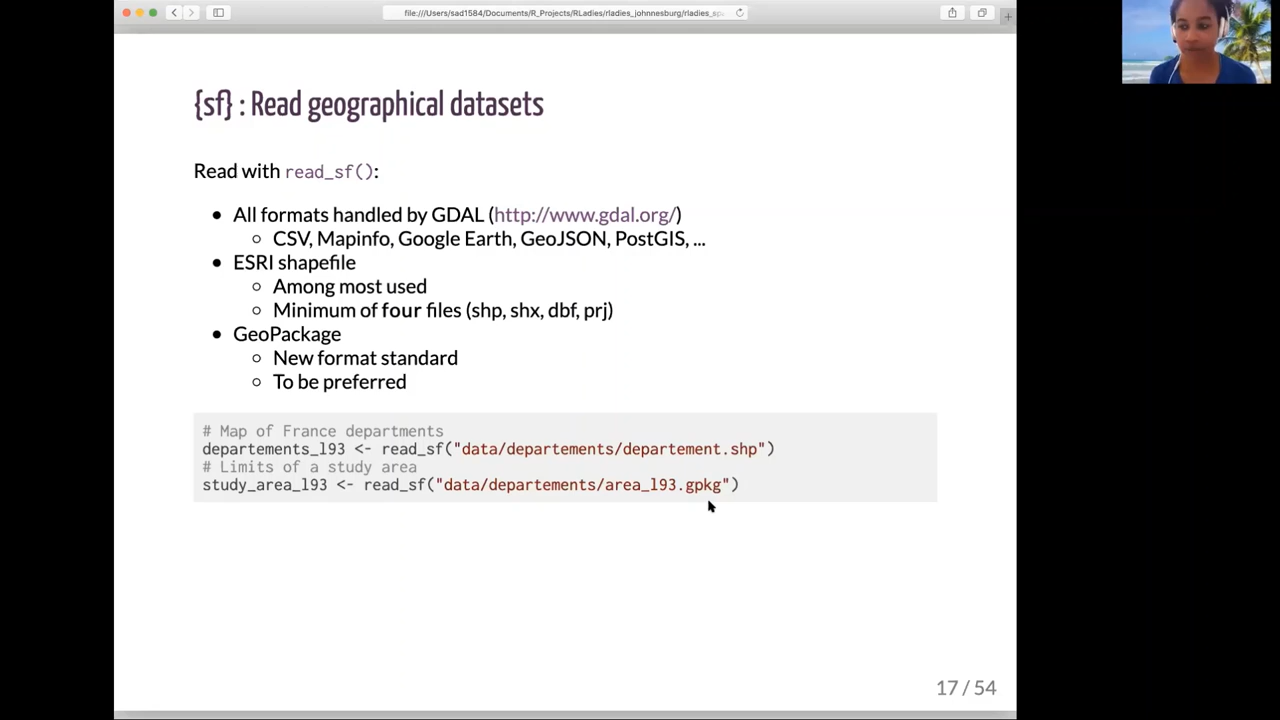 file:///Users/sad1584/Documents/R_Projects/RLadies/rladies_johnnesburg/rladies_spa
{sf} : Read geographical datasets
Read with read_sf():
• All formats handled by GDAL (http://www.gdal.org/)
◦ CSV, Mapinfo, Google Earth, GeoJSON, PostGIS, ...
• ESRI shapefile
◦ Among most used
◦ Minimum of four files (shp, shx, dbf, prj)
• GeoPackage
◦ New format standard
◦ To be preferred
# Map of France departments
departements_l93 <- read_sf("data/departements/departement.shp")
# Limits of a study area
study_area_l93 <- read_sf("data/departements/area_l93.gpkg")
17 / 54